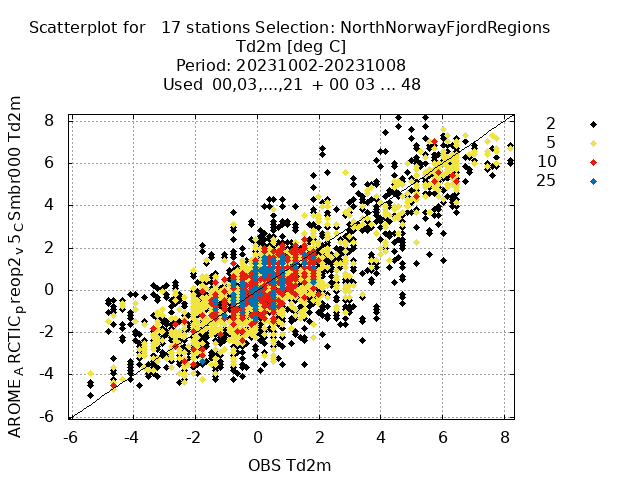 Scatterplot for 17 stations Selection: NorthNorwayFjordRegions
Td2m [deg C]
Period: 20231002-20231008
Used 00,03,...,21 + 00 03 ... 48
2
5
10
25
8
6
4
2
0
-2
-4
-6
-6 -4 -2 0 2 4 6 8
OBS Td2m
AROME_ARCTIC_preop2.v,5_CSmbr000 Td2m